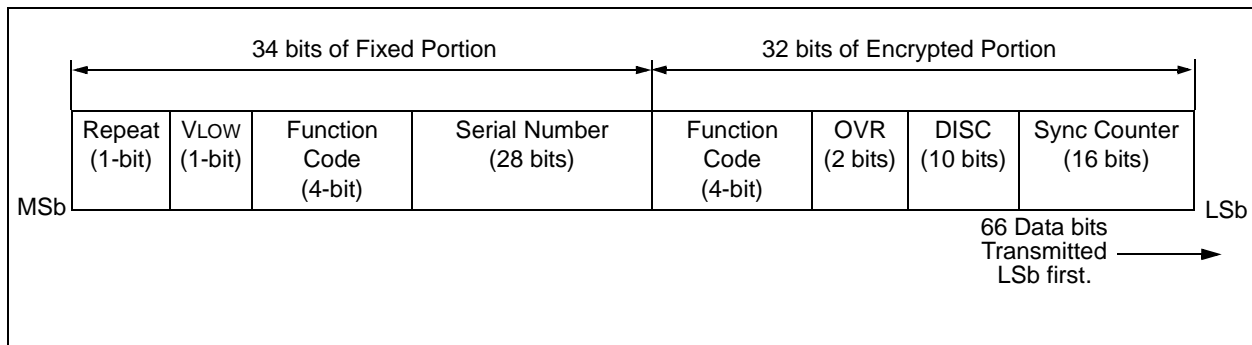 34 bits of Fixed Portion
32 bits of Encrypted Portion
Repeat
(1-bit)
VLOW
(1-bit)
Function
Code
(4-bit)
Serial Number
(28 bits)
Function
Code
(4-bit)
OVR
(2 bits)
DISC
(10 bits)
Sync Counter
(16 bits)
MSb
LSb
66 Data bits
Transmitted
LSb first.